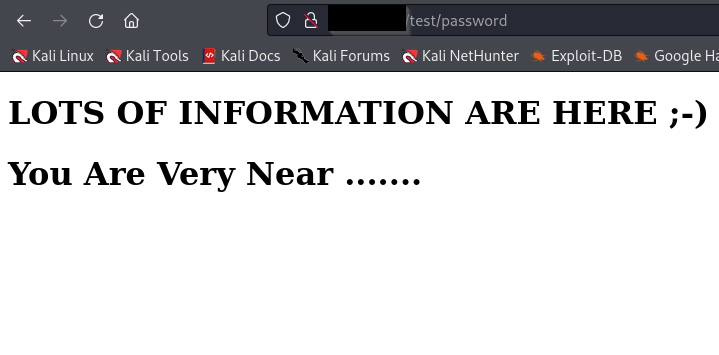 /test/password
Kali Linux Kali Tools Kali Docs Kali Forums Kali NetHunter Exploit-DB Google Ha
LOTS OF INFORMATION ARE HERE ;-)
You Are Very Near .......